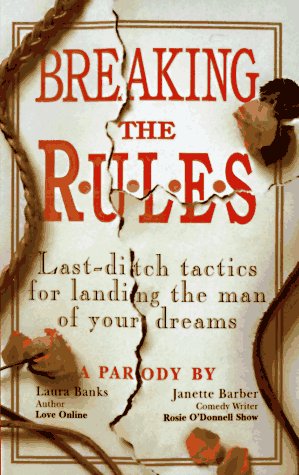 BREAKING
THE
R·U·L·E·S
Last-ditch tactics
for landing the man
of your dreams
A PARODY BY
Laura Banks
Author
Love Online
Janette Barber
Comedy Writer
Rosie O'Donnell Show